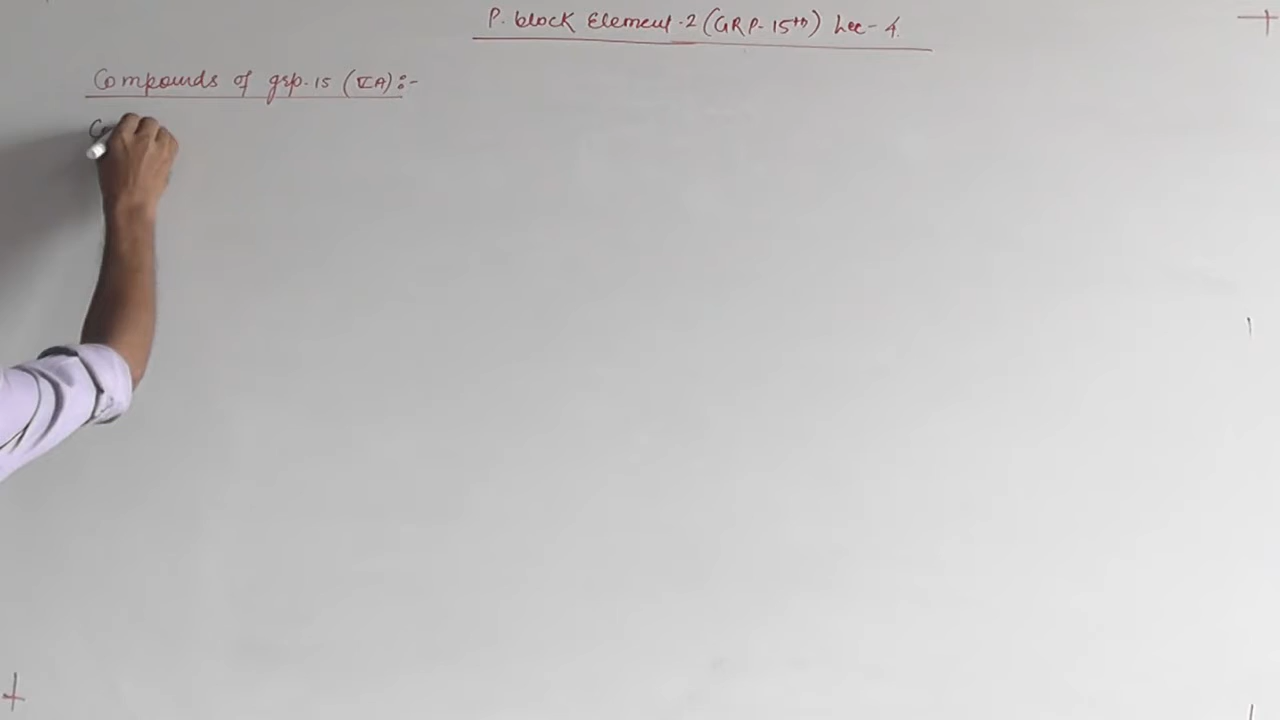 P. block Element-2 (GRP-15th) Lec-4.
Compounds of grp.15 (VA):-